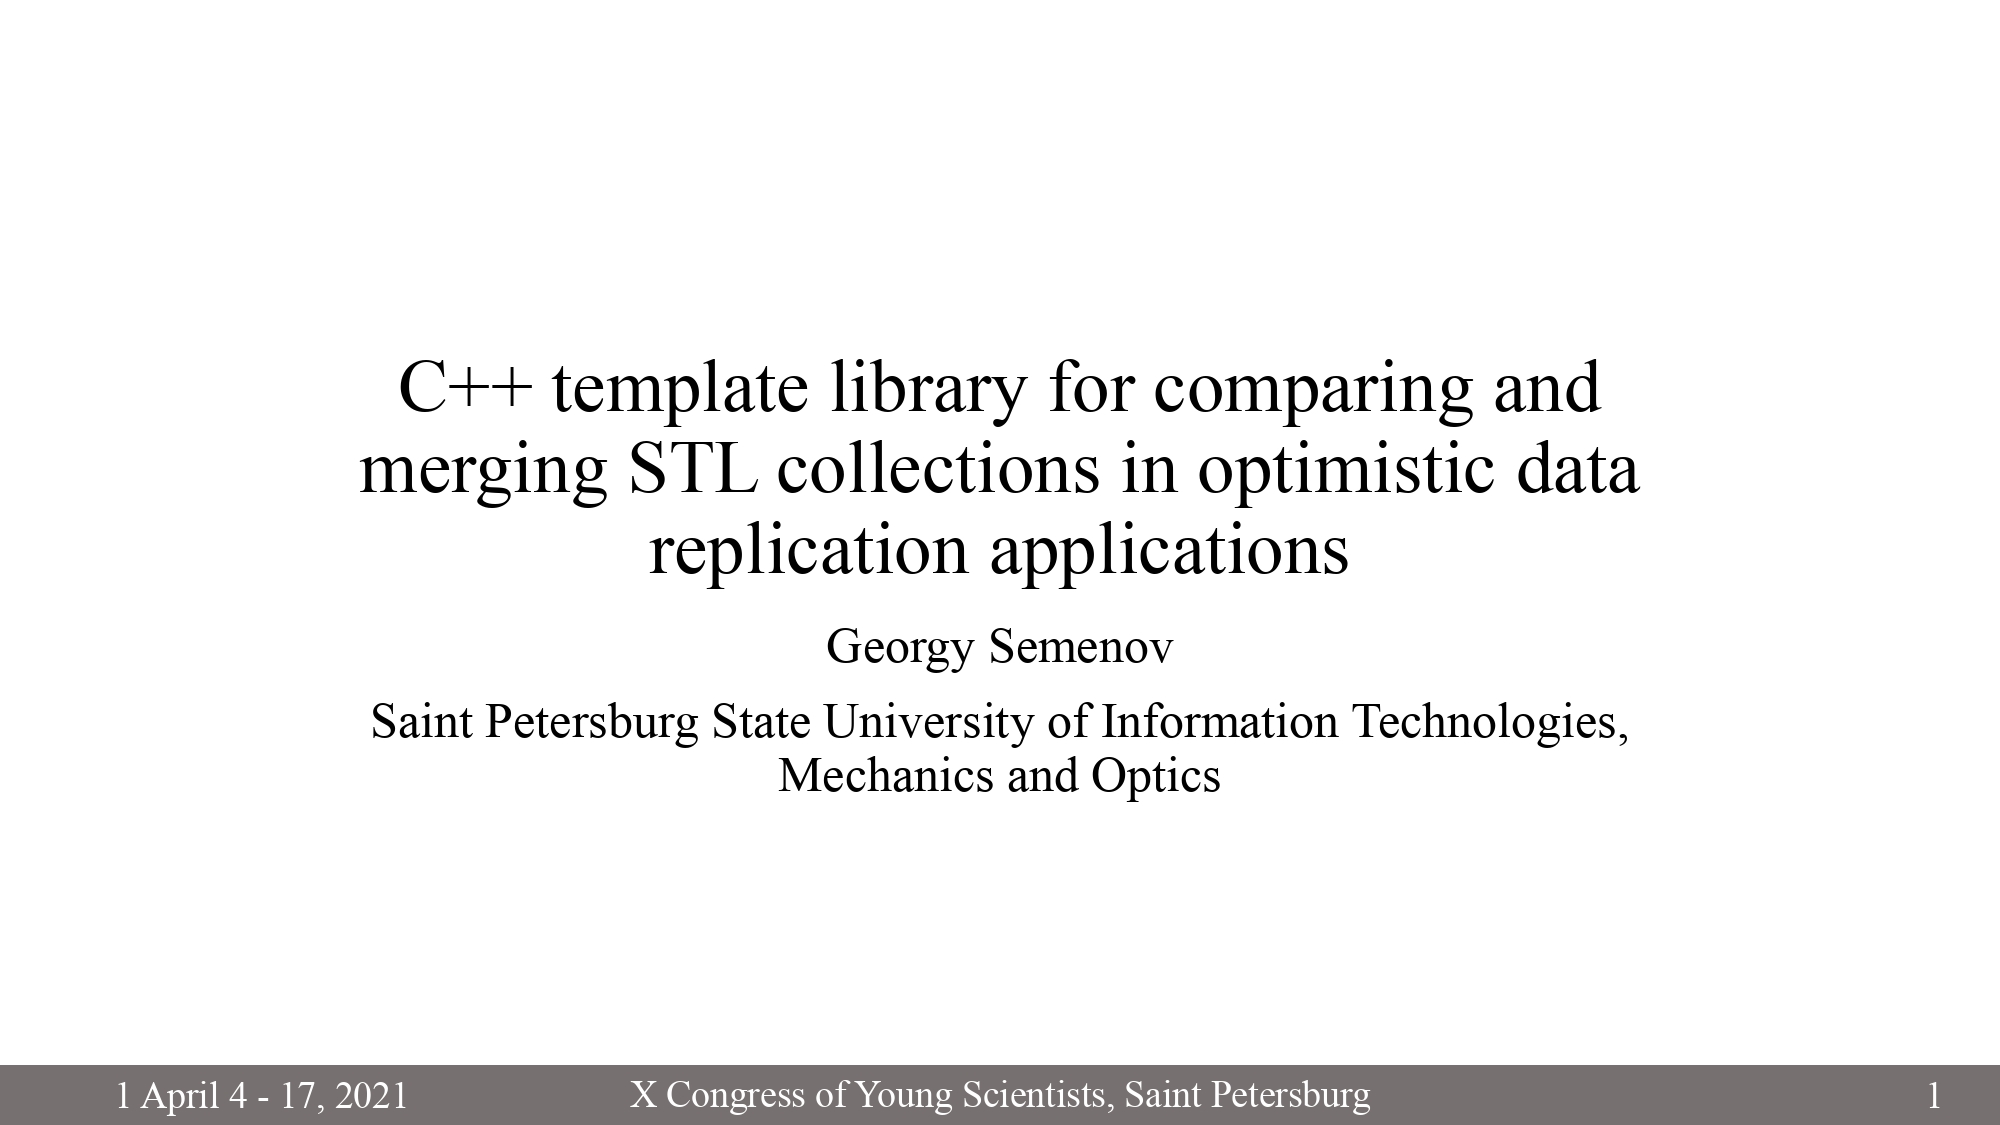 C++ template library for comparing and
merging STL collections in optimistic data
replication applications
Georgy Semenov
Saint Petersburg State University of Information Technologies,
Mechanics and Optics
1 April 4 - 17, 2021
X Congress of Young Scientists, Saint Petersburg
1